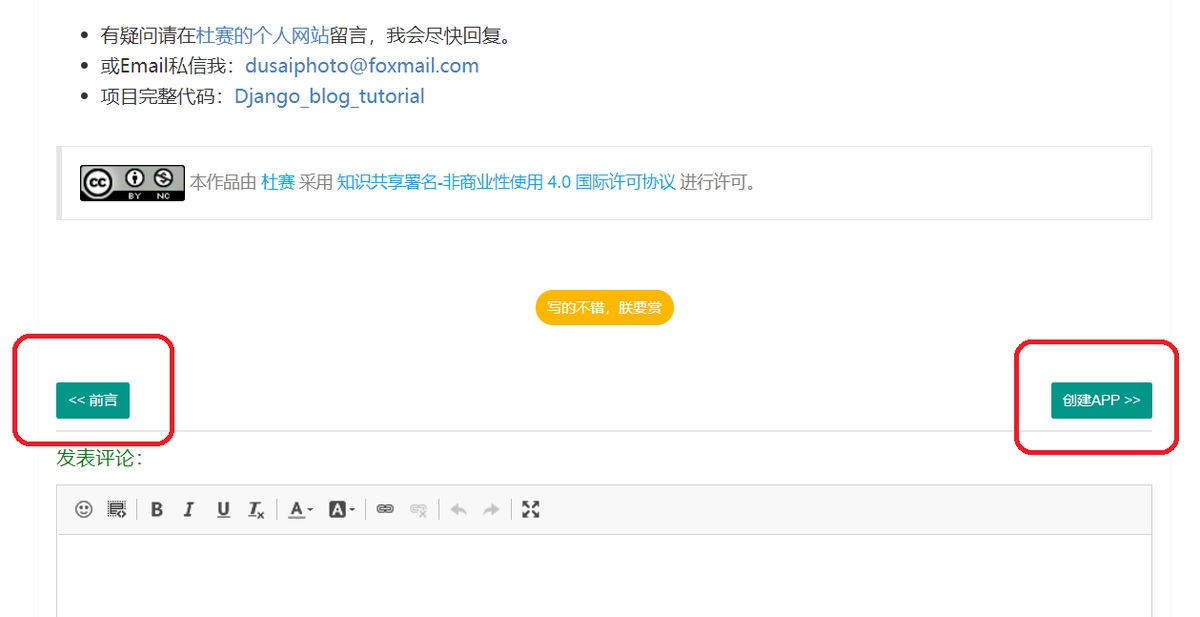 有疑问请在杜赛的个人网站留言，我会尽快回复。
或Email私信我：dusaiphoto@foxmail.com
项目完整代码：Django_blog_tutorial
cc BY NC 本作品由 杜赛 采用 知识共享署名-非商业性使用 4.0 国际许可协议 进行许可。
写的不错，朕要赏
<< 前言
创建APP >>
发表评论：
B I U Tx A A